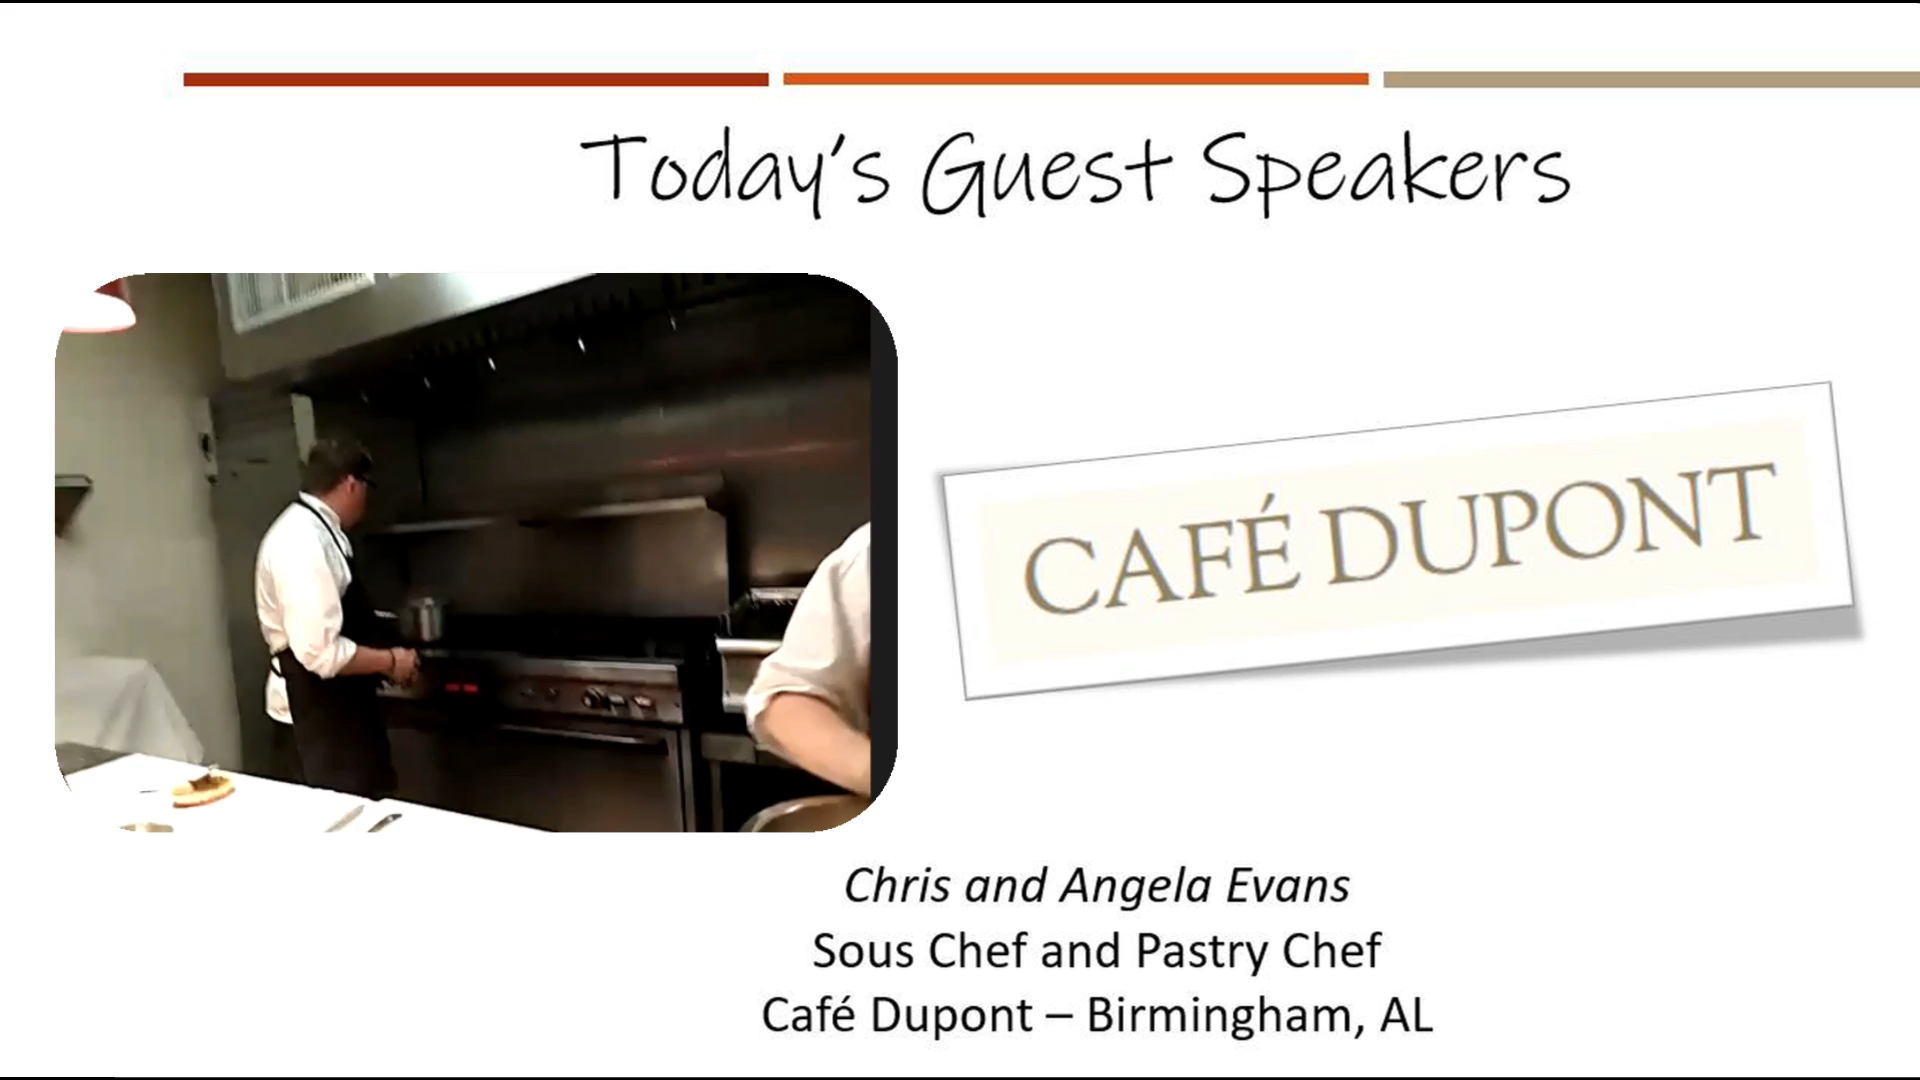 Today's Guest Speakers
CAFÉ DUPONT
Chris and Angela Evans
Sous Chef and Pastry Chef
Café Dupont – Birmingham, AL